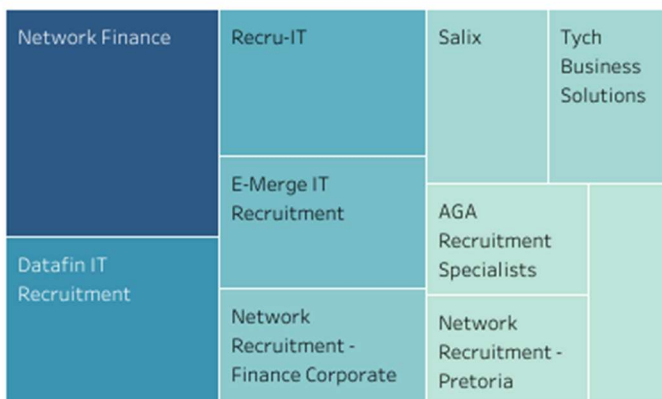 Network Finance
Datafin IT
Recruitment
Recru-IT
E-Merge IT
Recruitment
Network
Recruitment -
Finance Corporate
Salix
Tych
Business
Solutions
AGA
Recruitment
Specialists
Network
Recruitment -
Pretoria